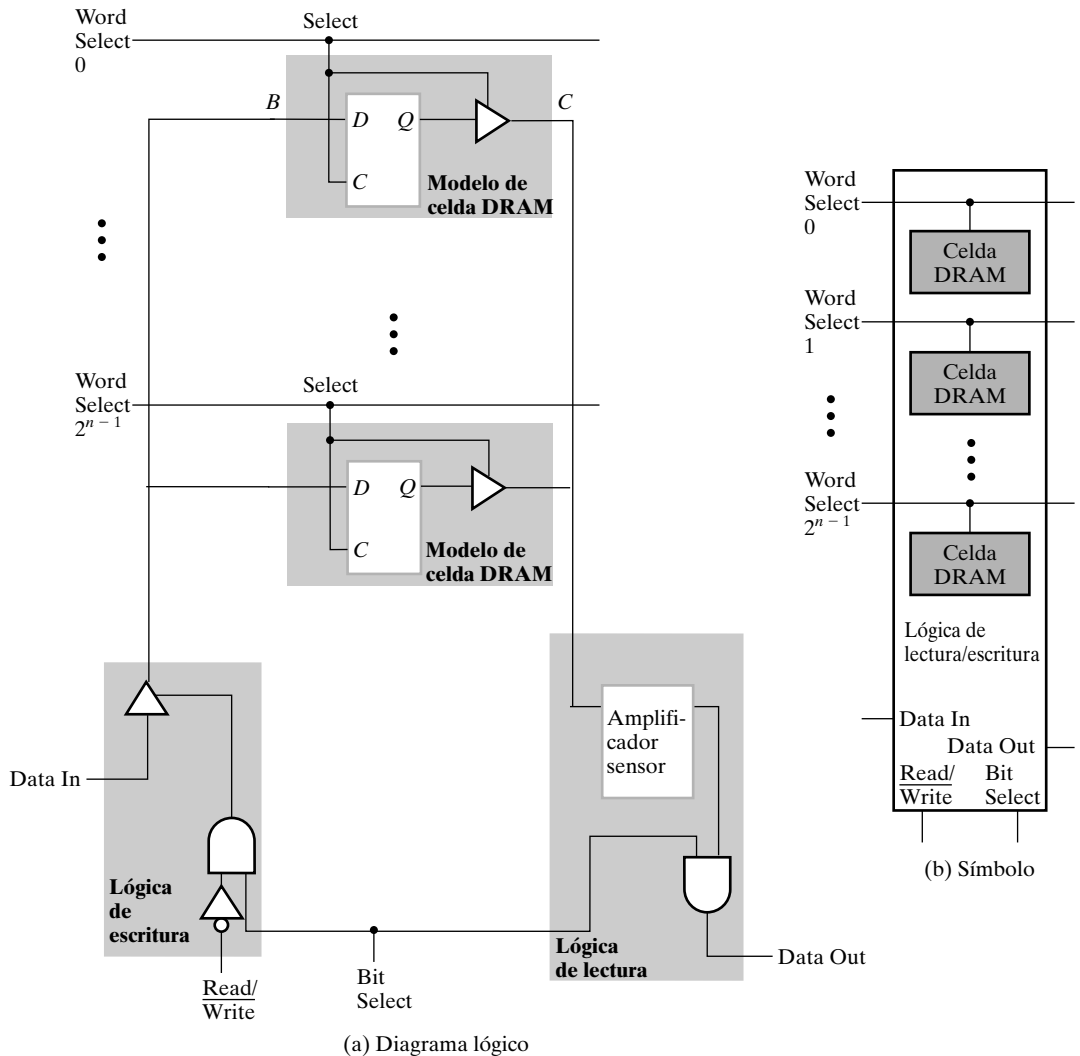 Word
Select
0
Select
B
C
D
Q
C
Modelo de
celda DRAM
Word
Select
2^{n – 1}
Select
D
Q
C
Modelo de
celda DRAM
Data In
Lógica
de
escritura
Read/
Write
Bit
Select
Amplifi-
cador
sensor
Lógica
de lectura
Data Out
(a) Diagrama lógico
Word
Select
0
Celda
DRAM
Word
Select
1
Celda
DRAM
Word
Select
2^{n – 1}
Celda
DRAM
Lógica de
lectura/escritura
Data In
Data Out
Read/
Write
Bit
Select
(b) Símbolo